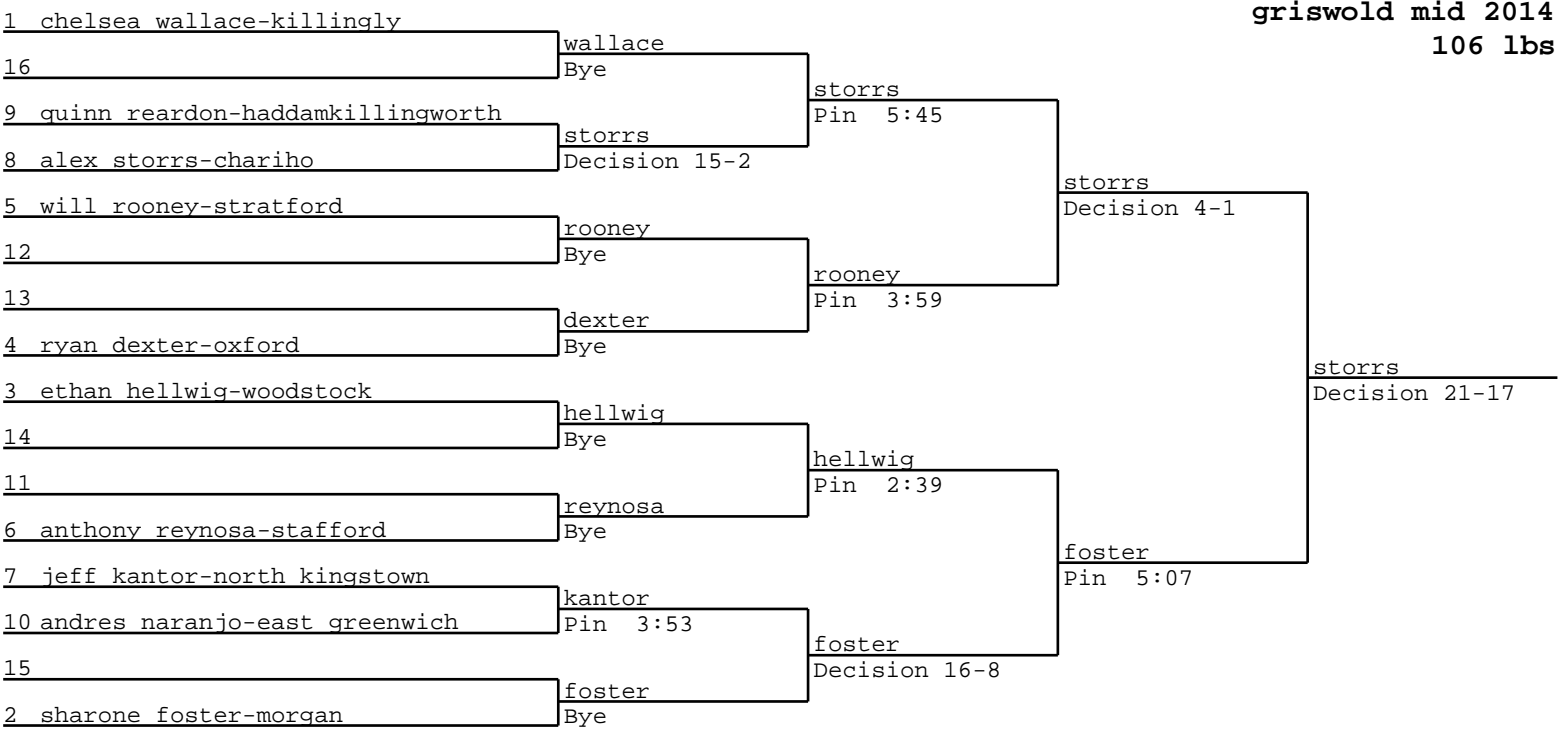 griswold mid 2014
106 lbs
1 chelsea wallace-killingly
16
9 quinn reardon-haddamkillingworth
8 alex storrs-chariho
5 will rooney-stratford
12
13
4 ryan dexter-oxford
3 ethan hellwig-woodstock
14
11
6 anthony reynosa-stafford
7 jeff kantor-north kingstown
10 andres naranjo-east greenwich
15
2 sharone foster-morgan
wallace
Bye
storrs
Decision 15-2
rooney
Bye
dexter
Bye
hellwig
Bye
reynosa
Bye
kantor
Pin 3:53
foster
Bye
storrs
Pin 5:45
rooney
Pin 3:59
hellwig
Pin 2:39
foster
Decision 16-8
storrs
Decision 4-1
foster
Pin 5:07
storrs
Decision 21-17